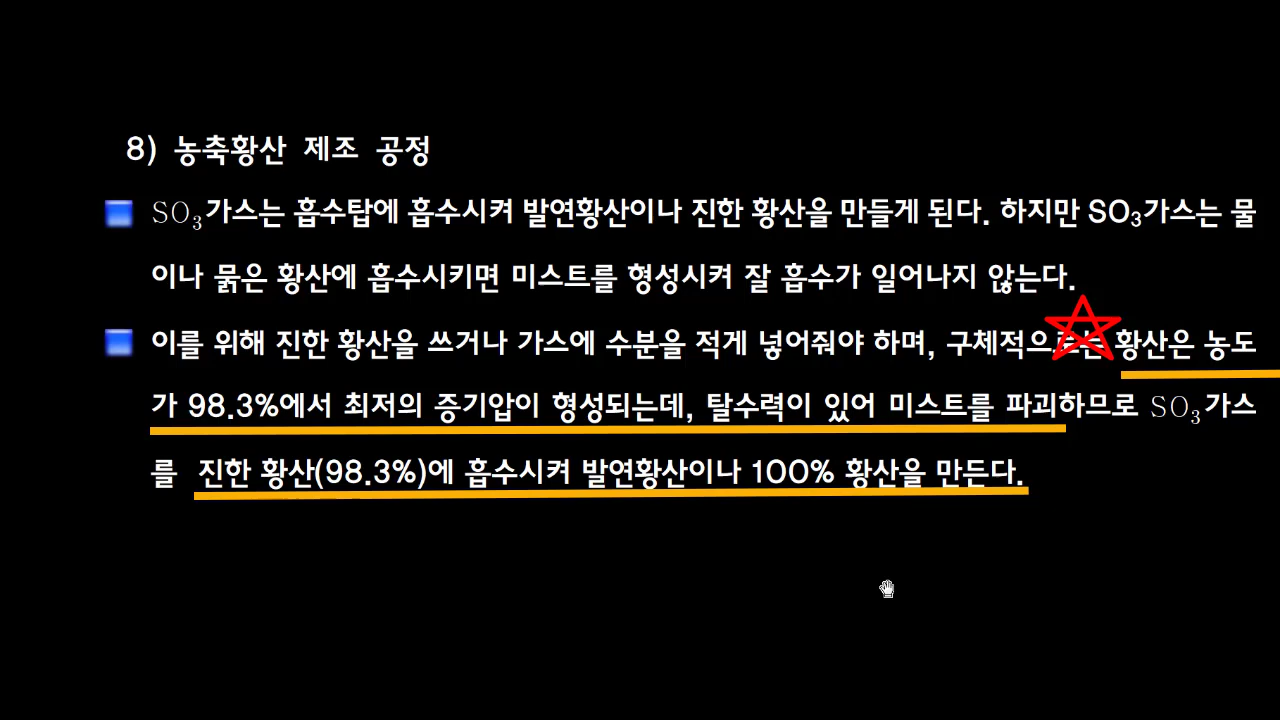 8) 농축황산 제조 공정
SO₃가스는 흡수탑에 흡수시켜 발연황산이나 진한 황산을 만들게 된다. 하지만 SO₃가스는 물
이나 묽은 황산에 흡수시키면 미스트를 형성시켜 잘 흡수가 일어나지 않는다.
이를 위해 진한 황산을 쓰거나 가스에 수분을 적게 넣어줘야 하며, 구체적으로는 황산은 농도
가 98.3%에서 최저의 증기압이 형성되는데, 탈수력이 있어 미스트를 파괴하므로 SO₃가스
를 진한 황산(98.3%)에 흡수시켜 발연황산이나 100% 황산을 만든다.